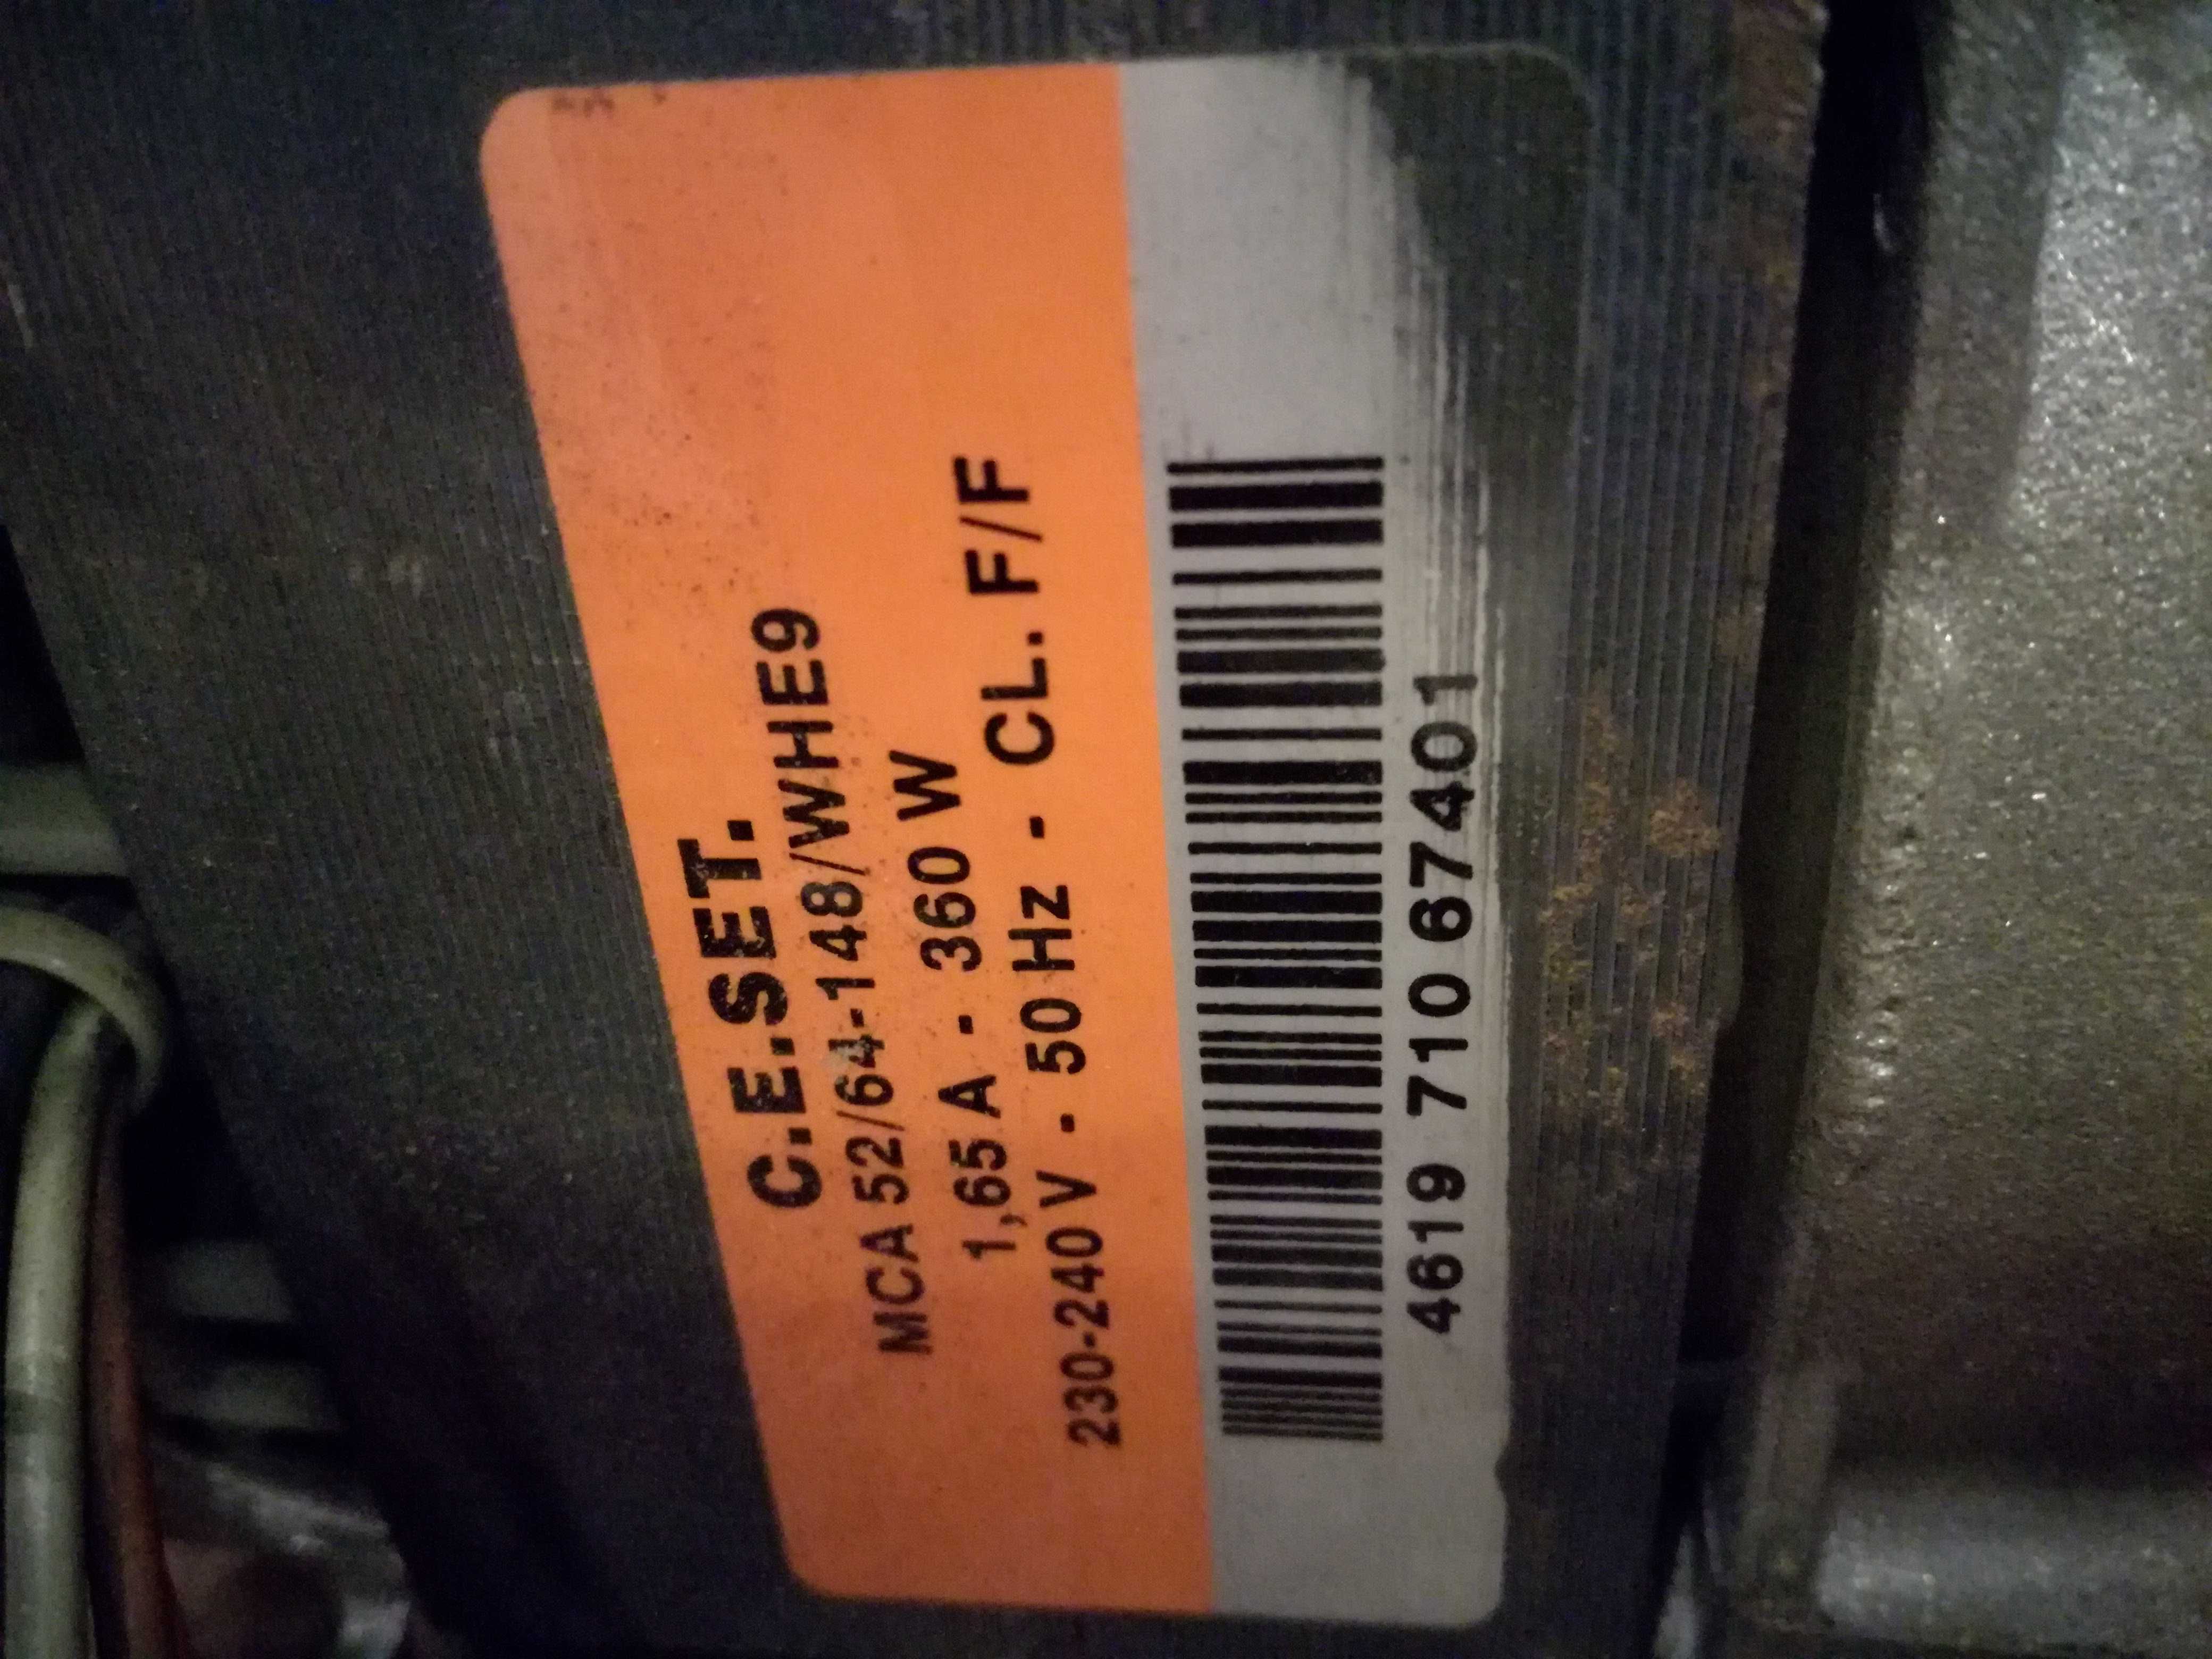 C.E.SET.
MCA 52/64-148/WHE9
1,65 A - 360 W
230-240 V - 50 Hz - CL. F/F
4619 710 67401